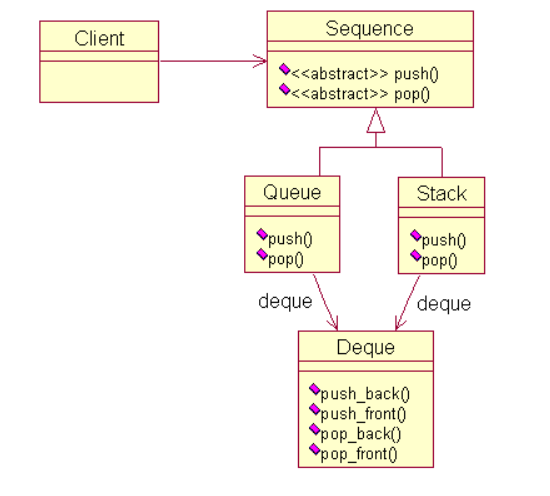 Client
Sequence
<<abstract>> push()
<<abstract>> pop()
Queue
push()
pop()
Stack
push()
pop()
deque
deque
Deque
push_back()
push_front()
pop_back()
pop_front()